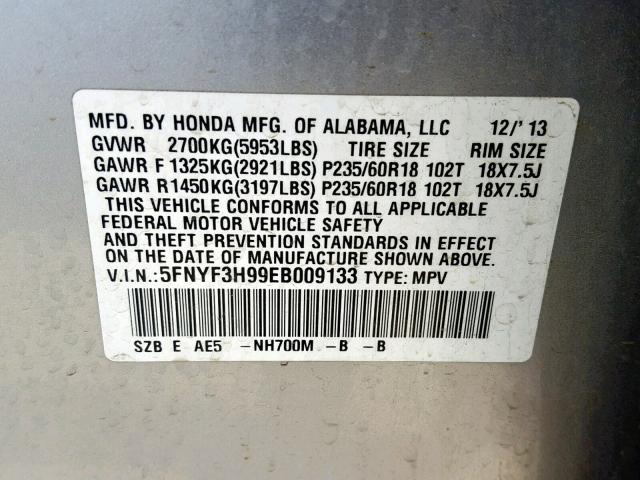 MFD. BY HONDA MFG. OF ALABAMA, LLC 12/'13
GVWR 2700KG(5953LBS) TIRE SIZE RIM SIZE
GAWR F1325KG(2921LBS) P235/60R18 102T 18X7.5J
GAWR R1450KG(3197LBS) P235/60R18 102T 18X7.5J
THIS VEHICLE CONFORMS TO ALL APPLICABLE
FEDERAL MOTOR VEHICLE SAFETY
AND THEFT PREVENTION STANDARDS IN EFFECT
ON THE DATE OF MANUFACTURE SHOWN ABOVE.
V.I.N.:5FNYF3H99EB009133 TYPE: MPV
SZB E AE5 -NH700M -B -B